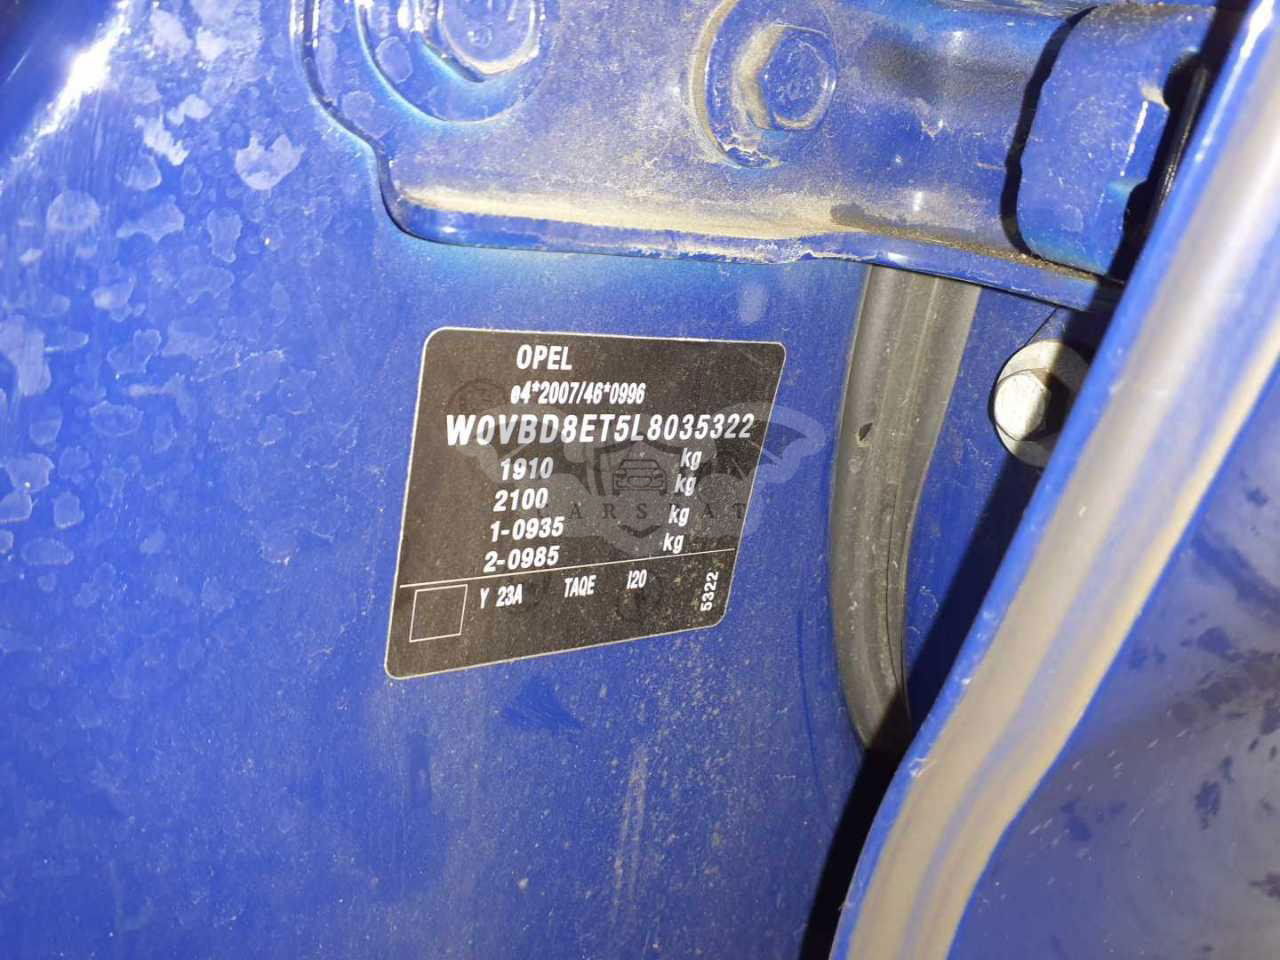 OPEL
e4*2007/46*0996
W0VBD8ET5L8035322
1910 kg
2100 kg
1-0935 kg
2-0985 kg
Y 23A TAQE I20
5322